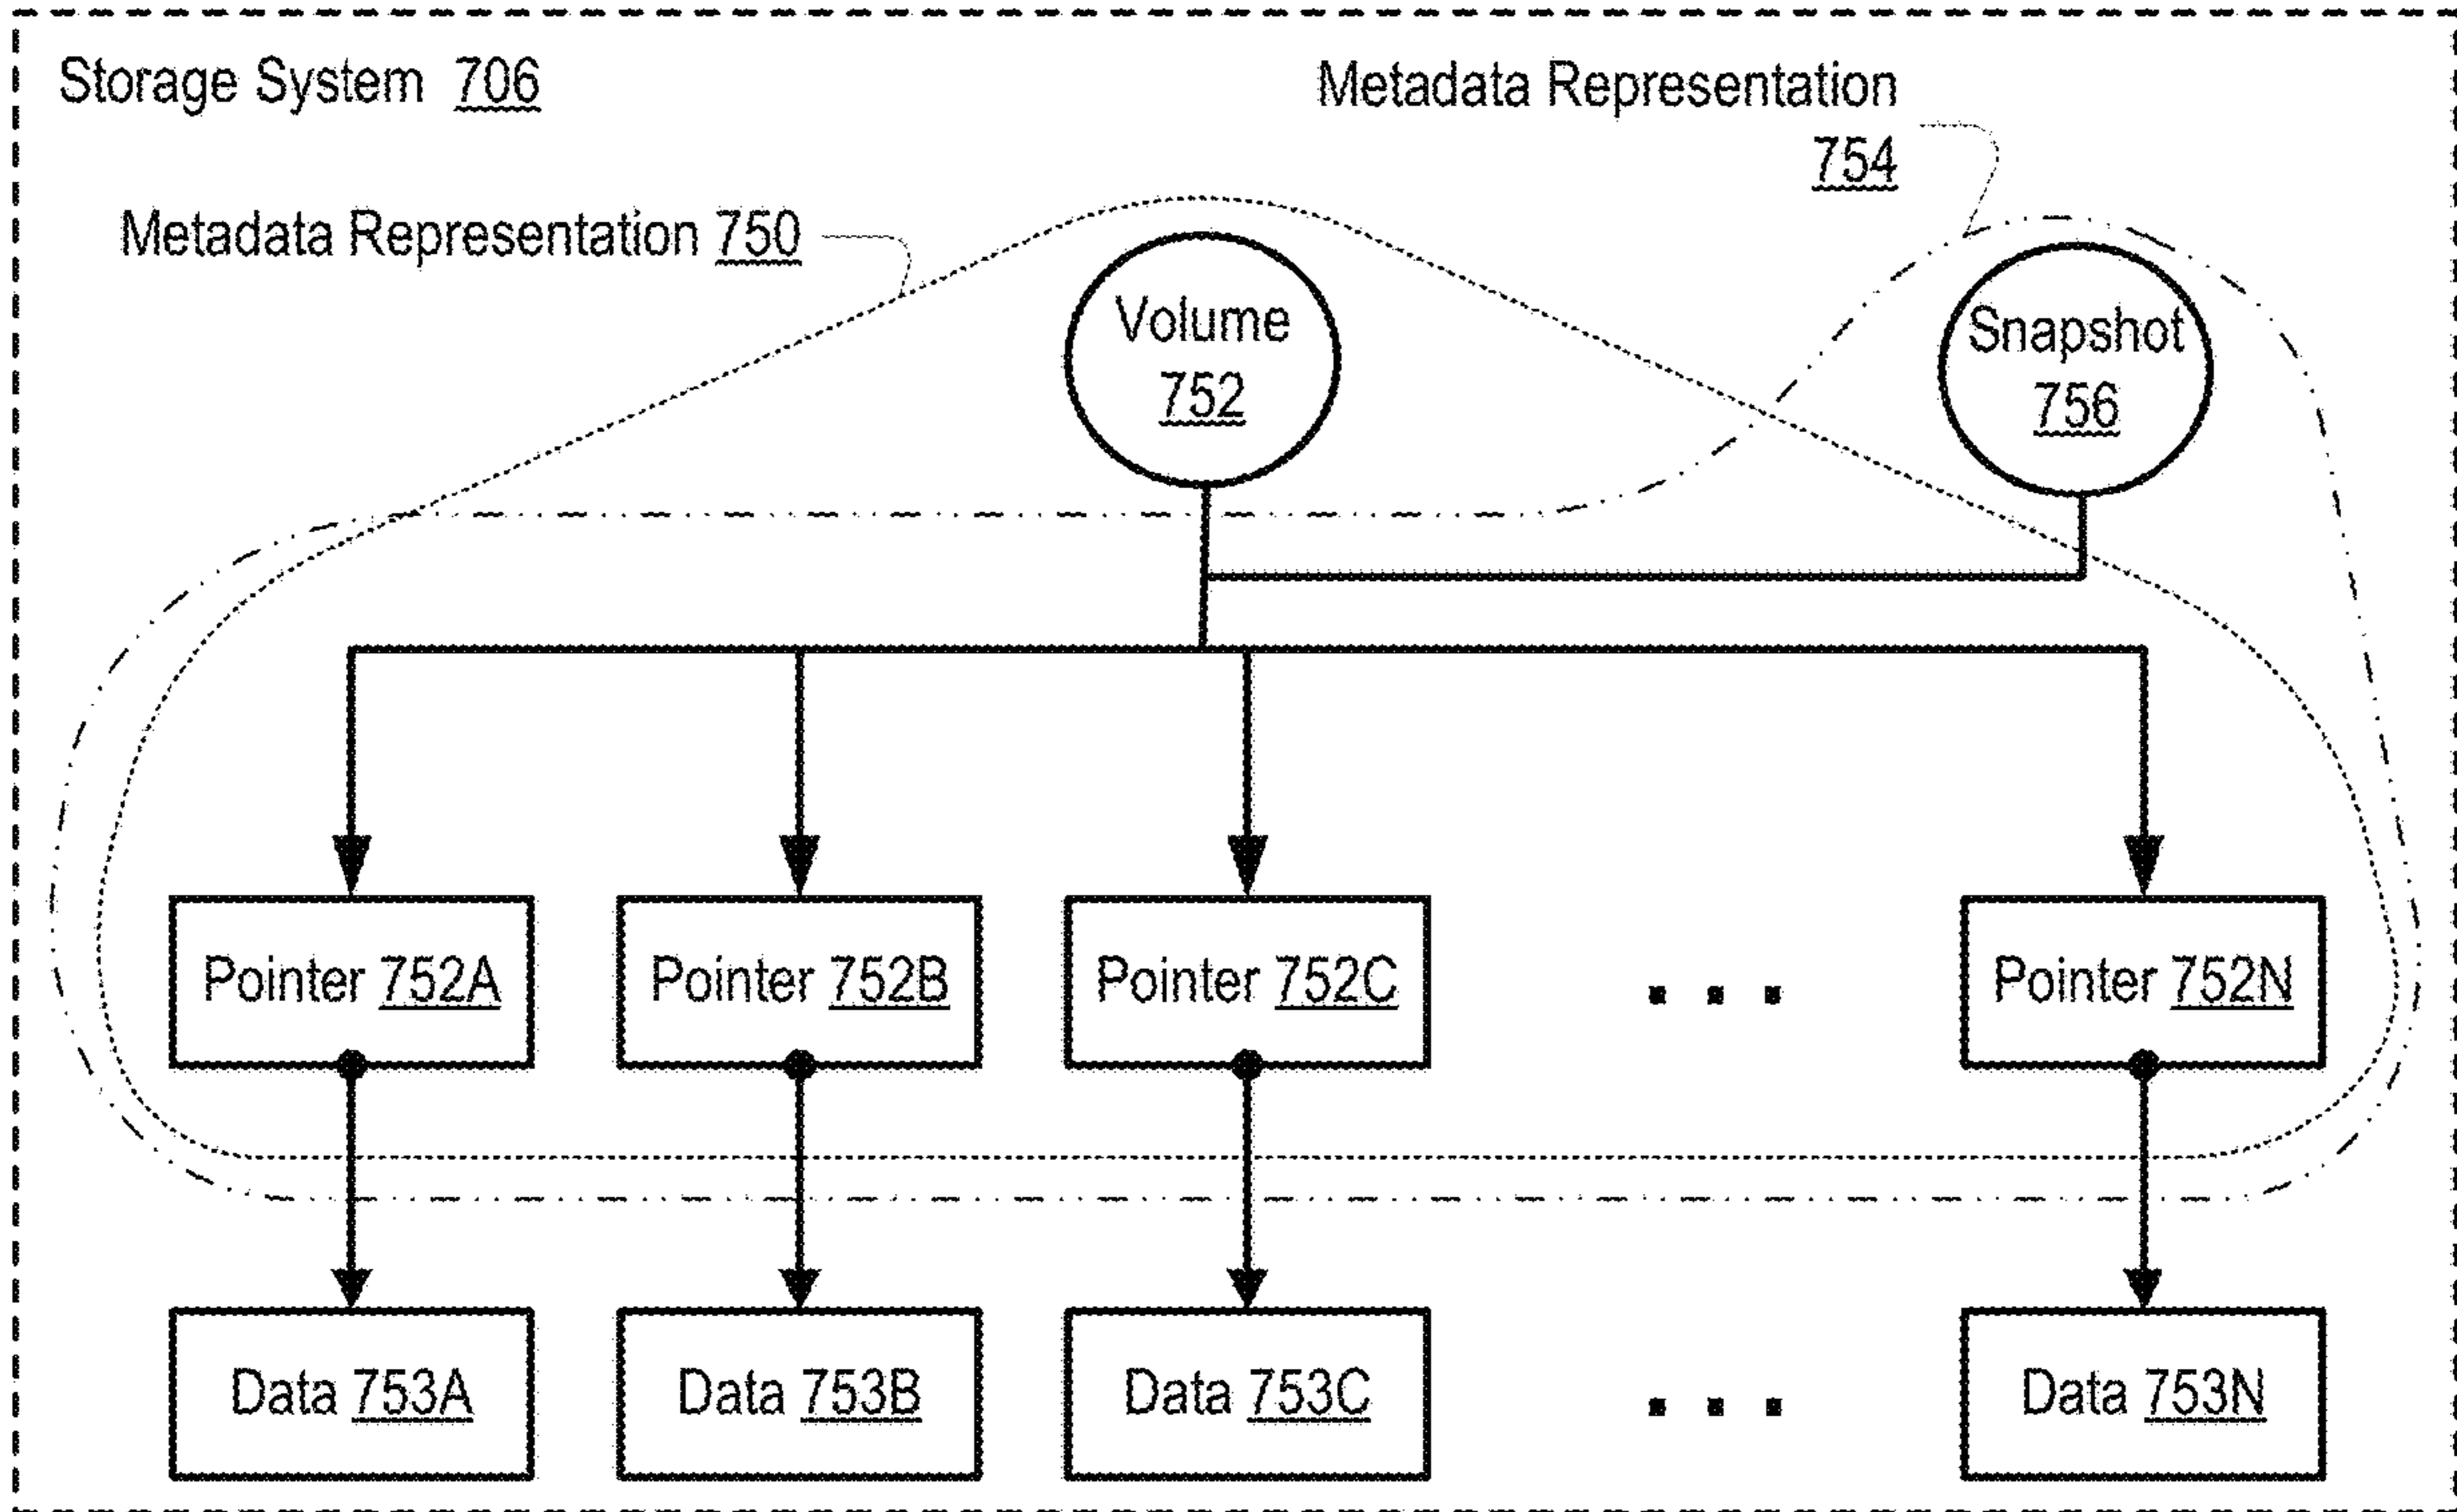 Storage System 706
Metadata Representation
754
Metadata Representation 750
Volume
752
Snapshot
756
Pointer 752A
Pointer 752B
Pointer 752C
. . .
Pointer 752N
Data 753A
Data 753B
Data 753C
. . .
Data 753N